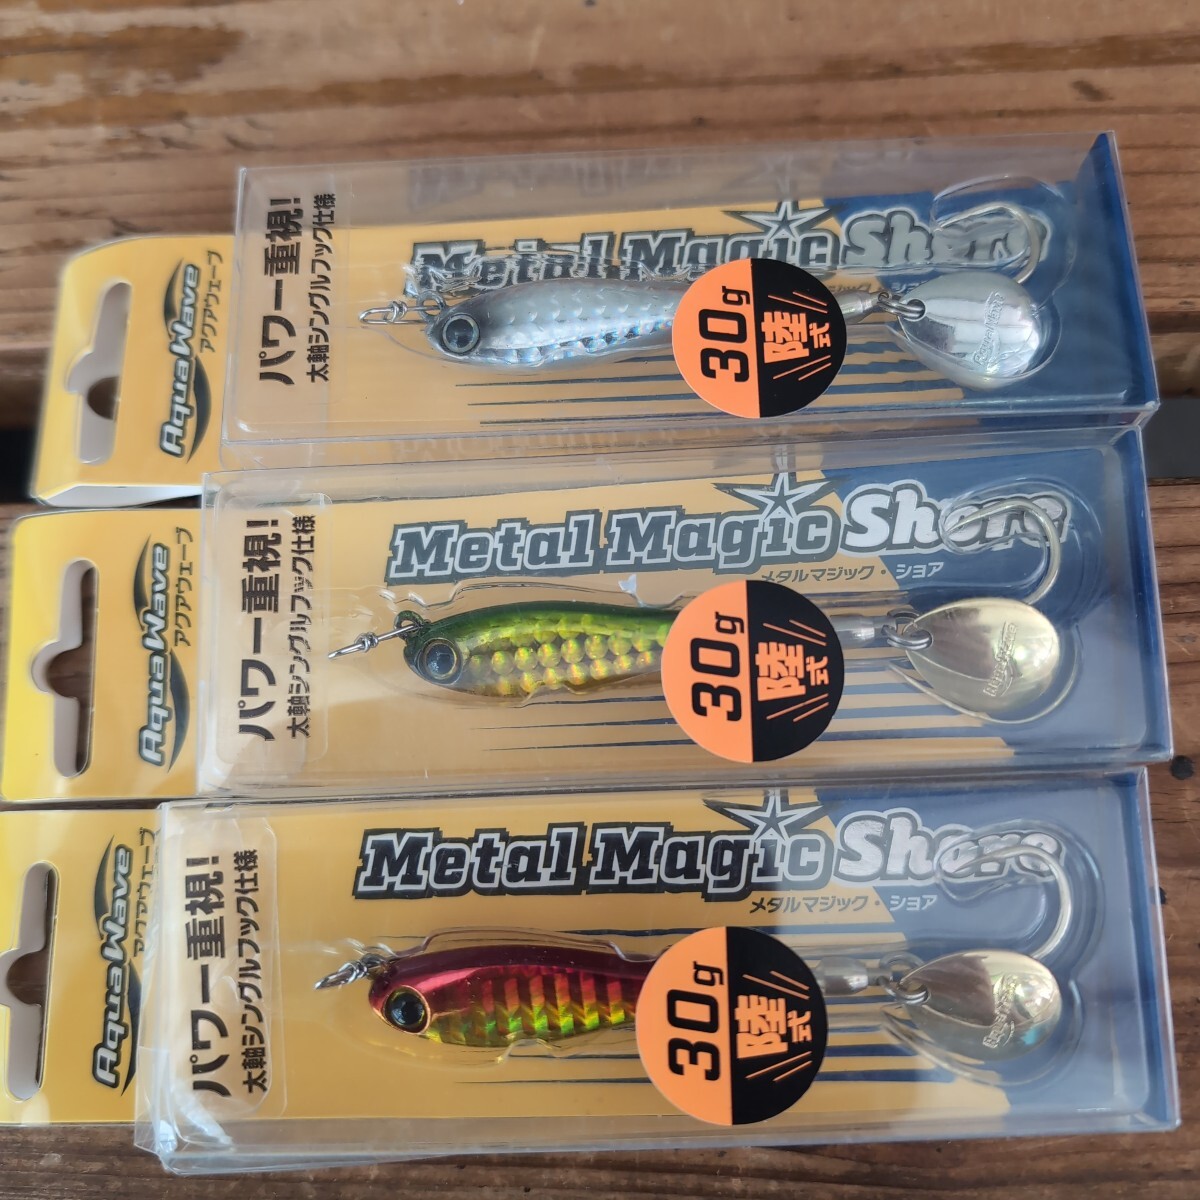 AquaWave
アクアウェーブ
パワー重視!
太軸シングルフック仕様
Metal Magic Shore
ショア
30g
陸式
AquaWave
アクアウェーブ
パワー重視!
太軸シングルフック仕様
Metal Magic Shore
メタルマジック・ショア
30g
陸式
AquaWave
アクアウェーブ
パワー重視!
太軸シングルフック仕様
Metal Magic Shore
メタルマジック・ショア
30g
陸式